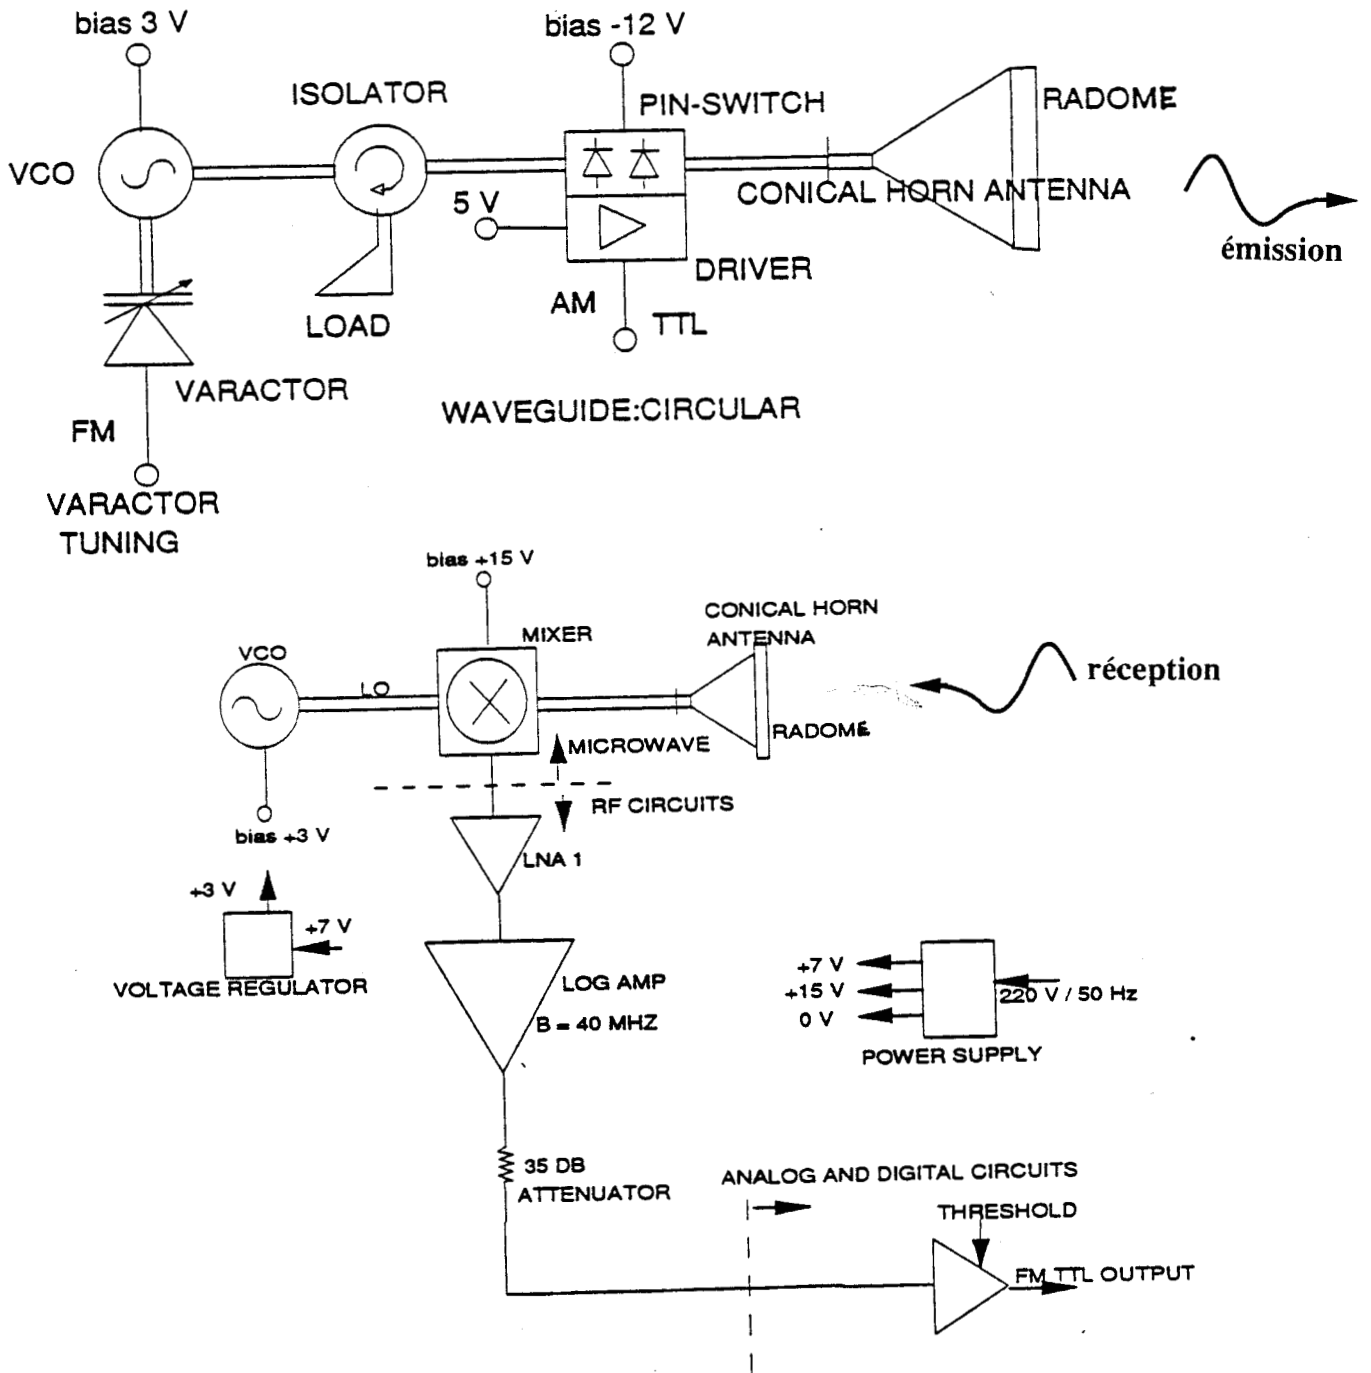 bias 3 V
bias -12 V
ISOLATOR
PIN-SWITCH
RADOME
VCO
5 V
CONICAL HORN ANTENNA
émission
DRIVER
AM
TTL
LOAD
VARACTOR
WAVEGUIDE:CIRCULAR
FM
VARACTOR
TUNING
bias +15 V
CONICAL HORN
ANTENNA
MIXER
VCO
réception
LO
RADOME
MICROWAVE
RF CIRCUITS
bias +3 V
LNA 1
+3 V
+7 V
VOLTAGE REGULATOR
LOG AMP
B = 40 MHZ
+7 V
+15 V
0 V
220 V / 50 Hz
POWER SUPPLY
35 DB
ATTENUATOR
ANALOG AND DIGITAL CIRCUITS
THRESHOLD
FM TTL OUTPUT